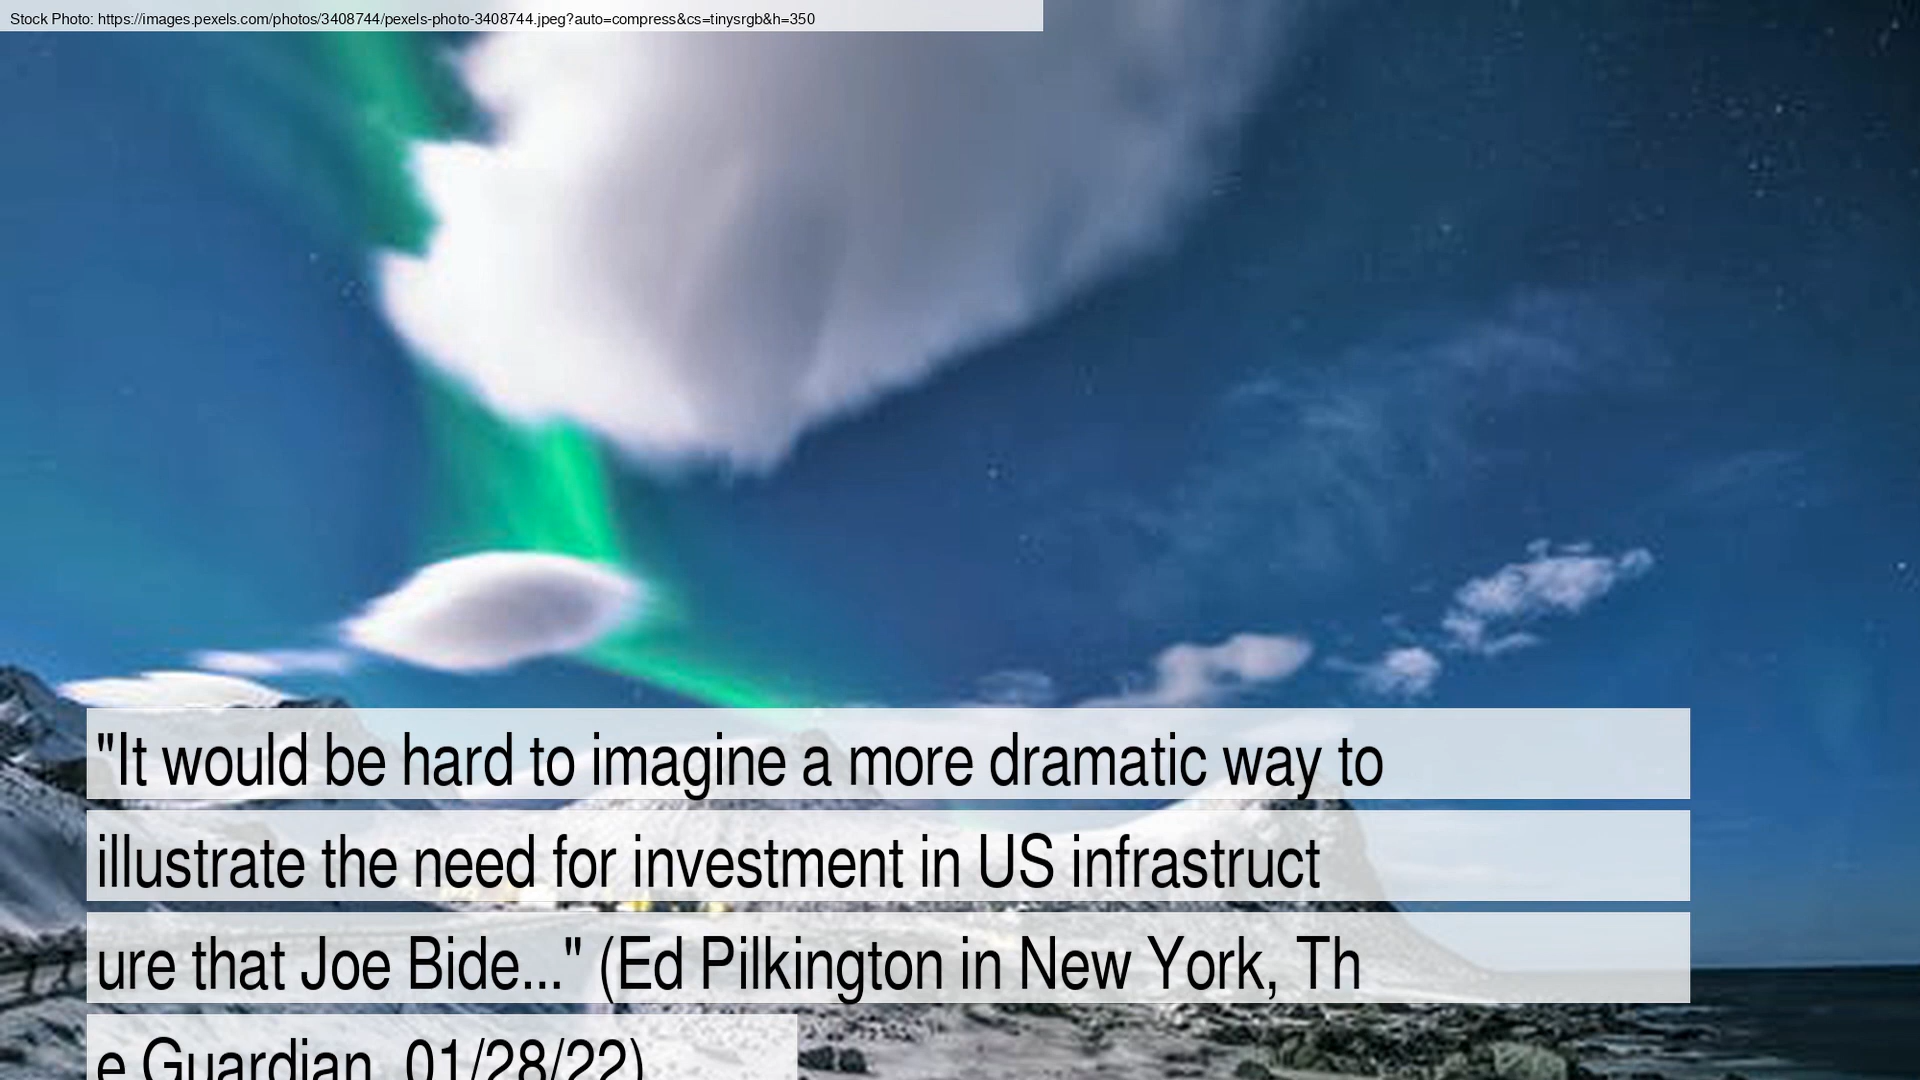 Stock Photo: https://images.pexels.com/photos/3408744/pexels-photo-3408744.jpeg?auto=compress&cs=tinysrgb&h=350
"It would be hard to imagine a more dramatic way to
illustrate the need for investment in US infrastruct
ure that Joe Bide..." (Ed Pilkington in New York, Th
e Guardian, 01/28/22)